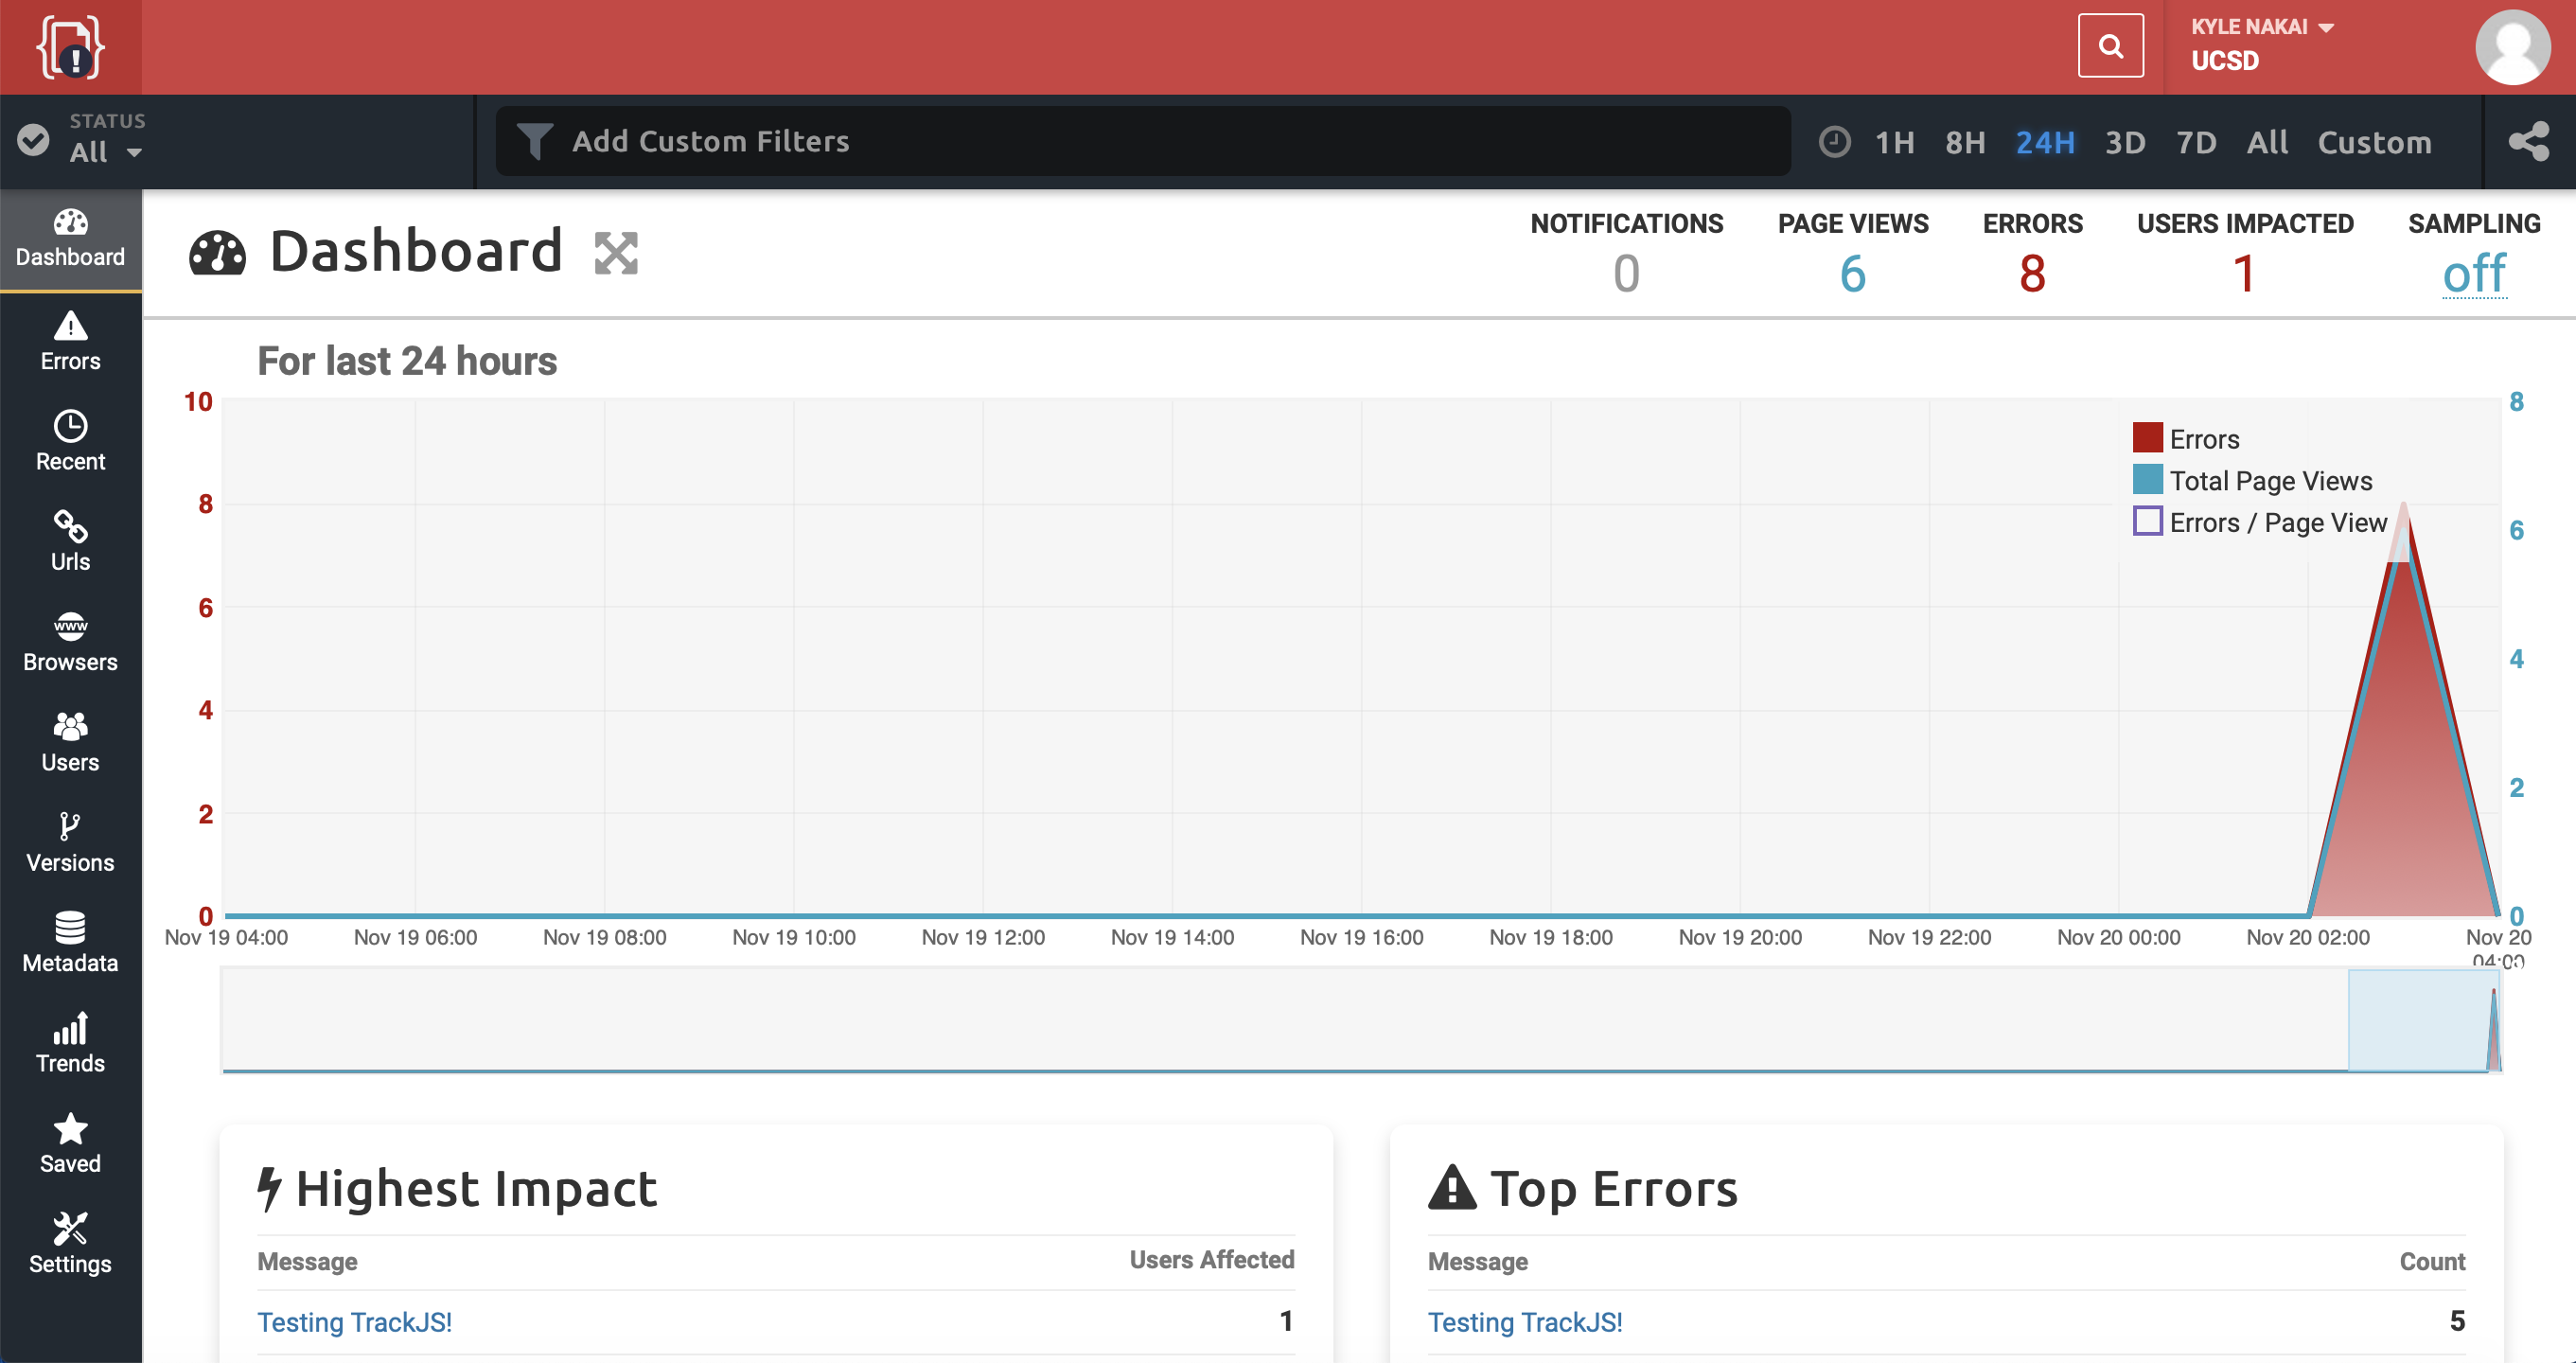 KYLE NAKAI
UCSD
STATUS
All
Add Custom Filters
1H 8H 24H 3D 7D All Custom
Dashboard
Errors
Recent
Urls
www
Browsers
Users
Versions
Metadata
Trends
Saved
Settings
Dashboard
NOTIFICATIONS
0
PAGE VIEWS
6
ERRORS
8
USERS IMPACTED
1
SAMPLING
off
For last 24 hours
10
8
6
4
2
0
Errors
Total Page Views
Errors / Page View
8
6
4
2
0
Nov 19 04:00
Nov 19 06:00
Nov 19 08:00
Nov 19 10:00
Nov 19 12:00
Nov 19 14:00
Nov 19 16:00
Nov 19 18:00
Nov 19 20:00
Nov 19 22:00
Nov 20 00:00
Nov 20 02:00
Nov 20
04:00
Highest Impact
Message Users Affected
Testing TrackJS! 1
Top Errors
Message Count
Testing TrackJS! 5